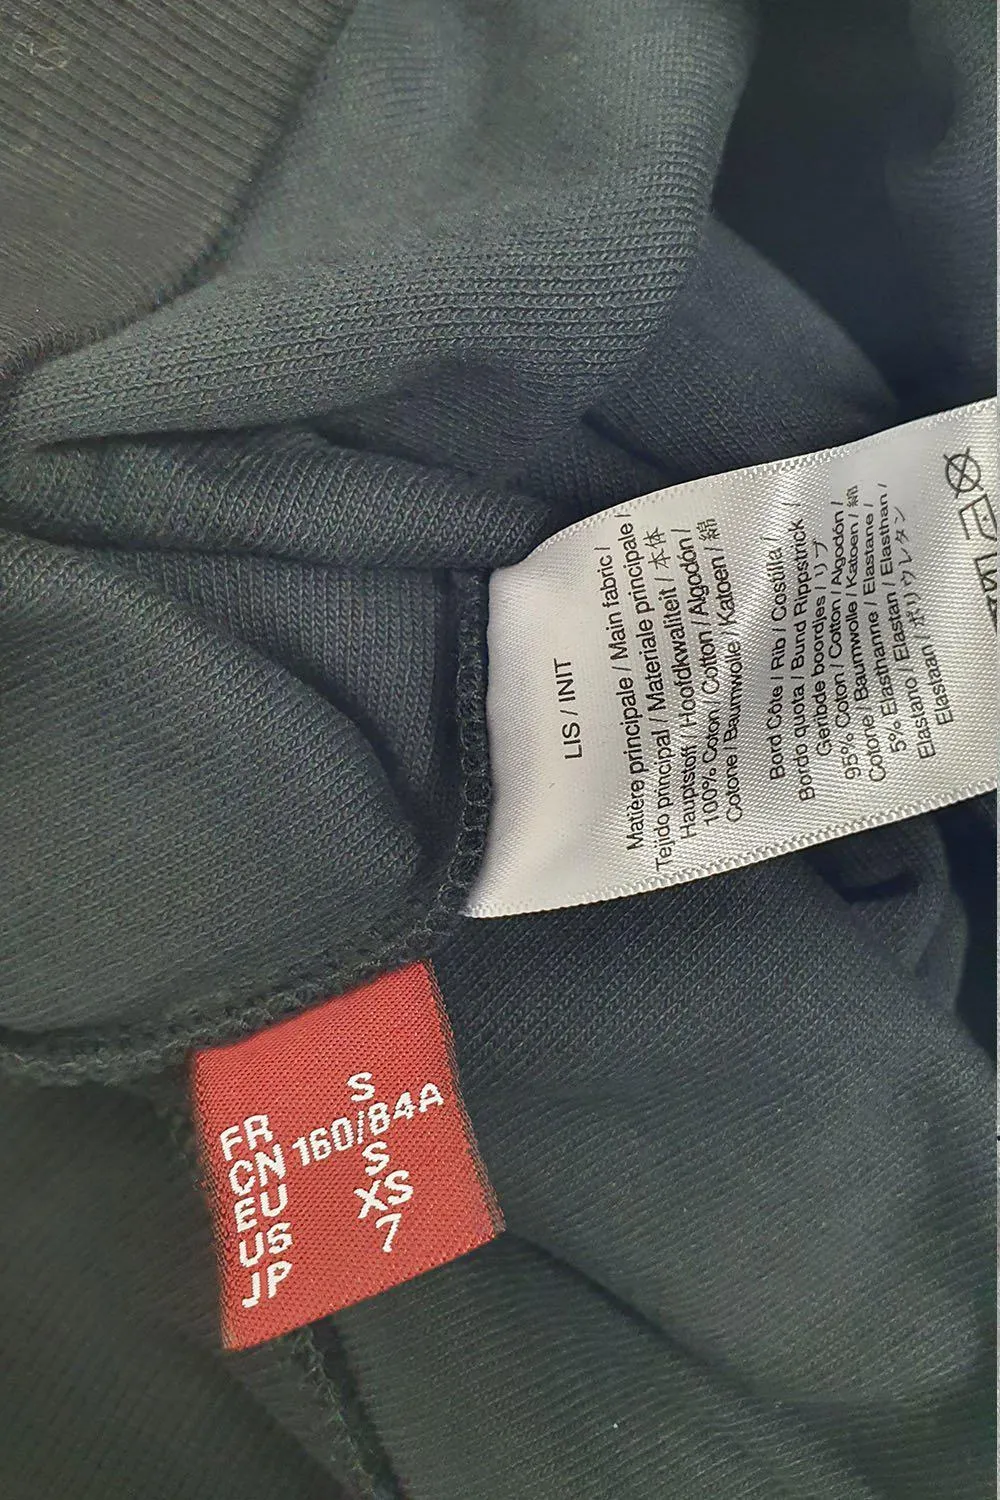 LIS / INIT
Matière principale / Main fabric /
Tejido principal / Materiale principale /
Hauptstoff / Hoofdkwaliteit / 本体
100% Coton / Cotton / Algodón /
Cotone / Baumwolle / Katoen / 綿
Bord Côte / Rib / Costilla /
Bordo quota / Bund Rippstrick /
Geribde boordjes / リブ
95% Coton / Cotton / Algodón /
Cotone / Baumwolle / Katoen / 綿
5% Elasthanne / Elastane /
Elastano / Elastan / Elasthan /
Elastan / ポリウレタン
FR S
CN 160/84A
EU S
US XS
JP 7